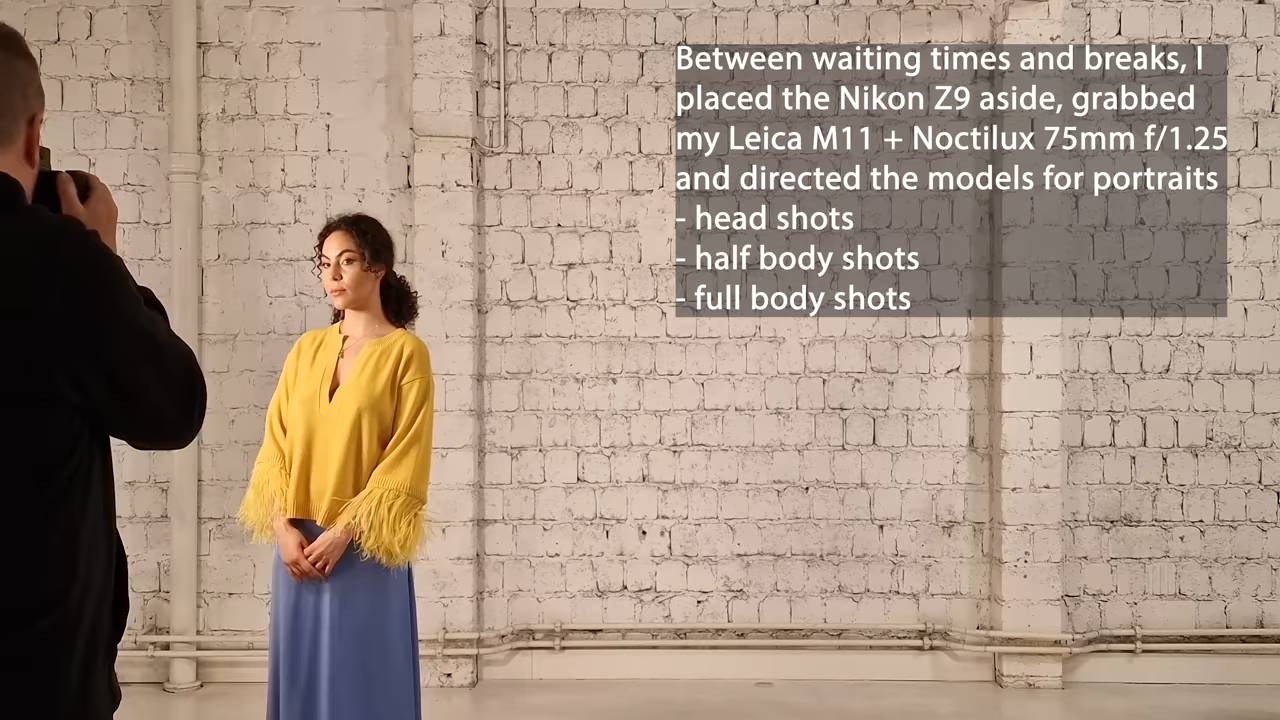 Between waiting times and breaks, I
placed the Nikon Z9 aside, grabbed
my Leica M11 + Noctilux 75mm f/1.25
and directed the models for portraits
- head shots
- half body shots
- full body shots